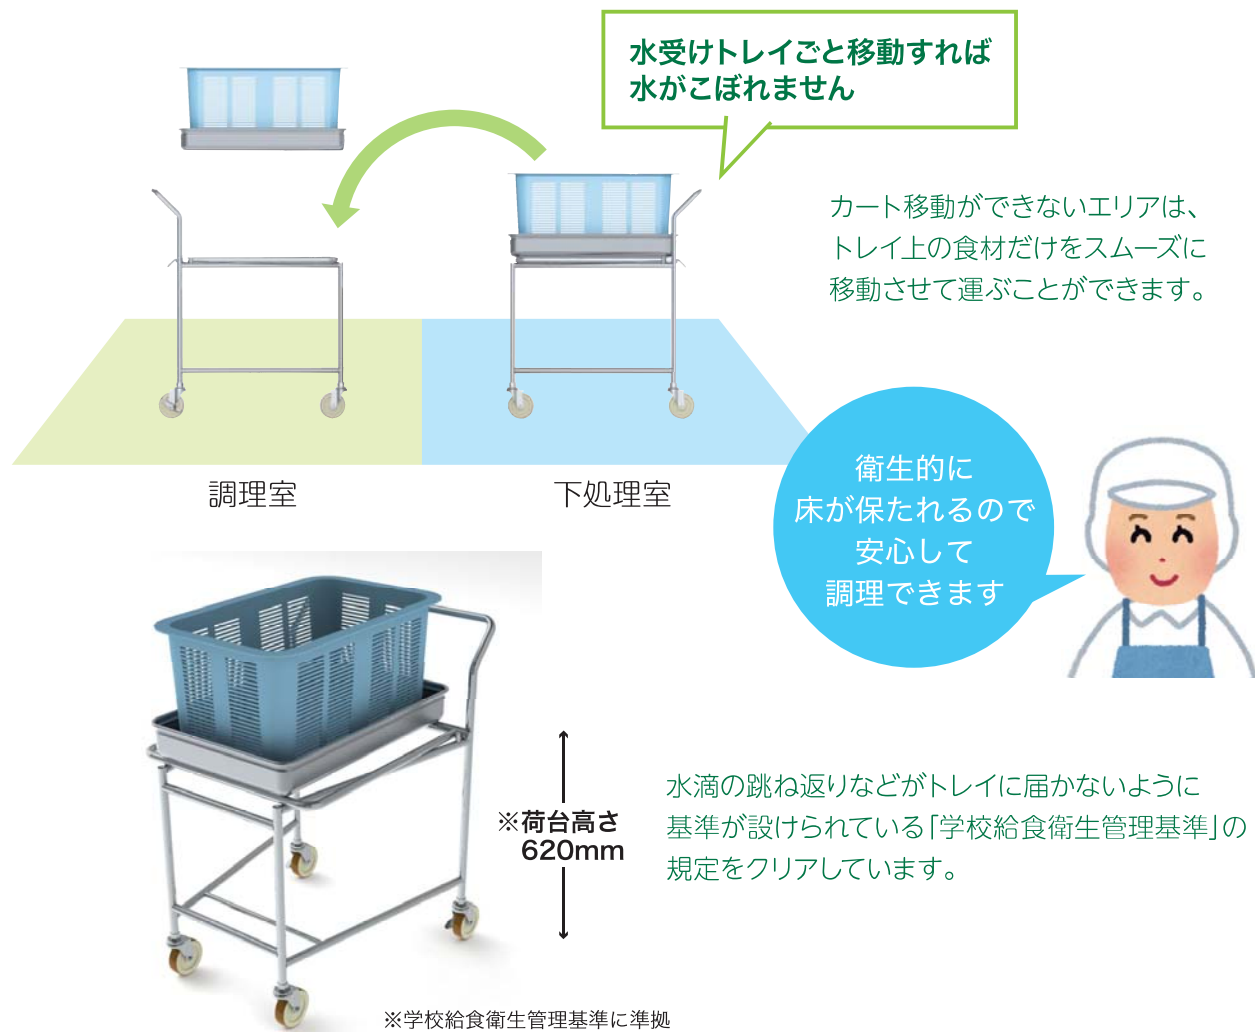 水受けトレイごと移動すれば
水がこぼれません
カート移動ができないエリアは、
トレイ上の食材だけをスムーズに
移動させて運ぶことができます。
調理室
下処理室
衛生的に
床が保たれるので
安心して
調理できます
※荷台高さ
620mm
水滴の跳ね返りなどがトレイに届かないように
基準が設けられている「学校給食衛生管理基準」の
規定をクリアしています。
※学校給食衛生管理基準に準拠